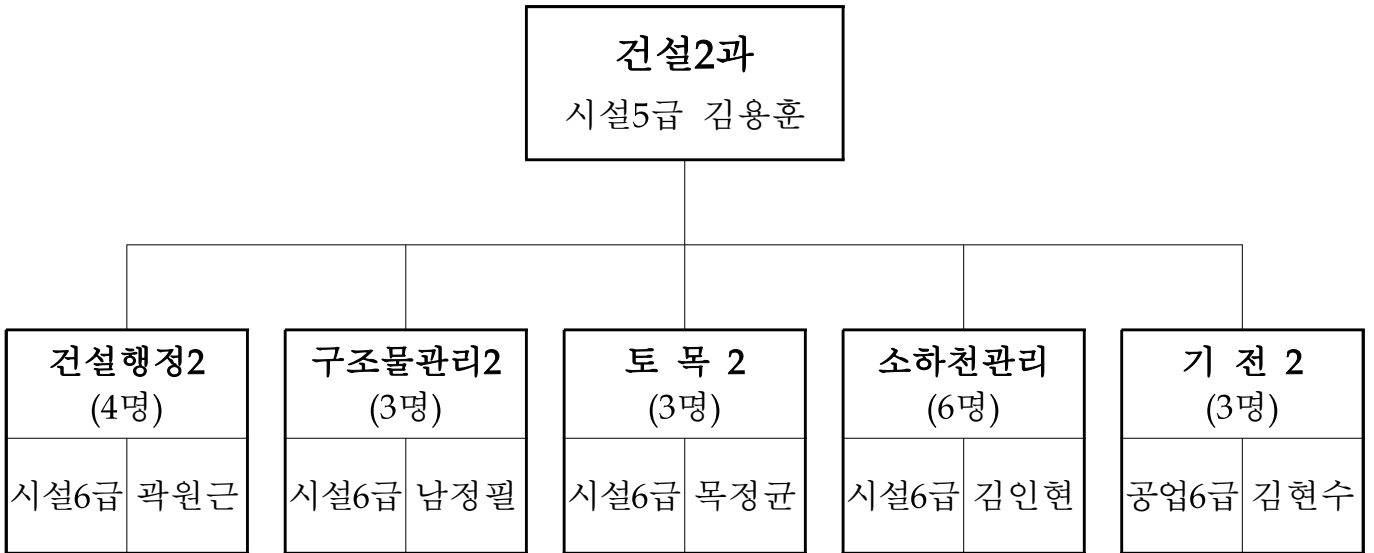 건설2과
시설5급 김용훈
건설행정2
(4명)
시설6급 곽원근
구조물관리2
(3명)
시설6급 남정필
토 목 2
(3명)
시설6급 목정균
소하천관리
(6명)
시설6급 김인현
기 전 2
(3명)
공업6급 김현수